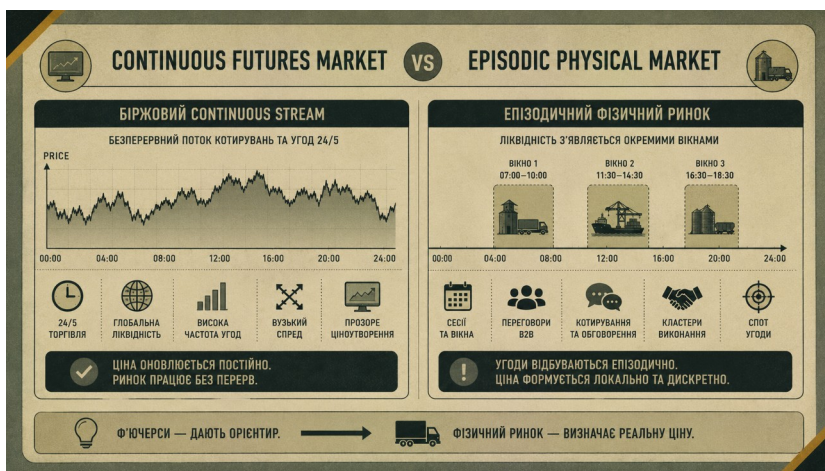 CONTINUOUS FUTURES MARKET VS EPISODIC PHYSICAL MARKET
БІРЖОВИЙ CONTINUOUS STREAM
БЕЗПЕРЕРВНИЙ ПОТОК КОТИРУВАНЬ ТА УГОД 24/5
PRICE
00:00 04:00 08:00 12:00 16:00 20:00 24:00
24/5
ТОРГІВЛЯ
ГЛОБАЛЬНА
ЛІКВІДНІСТЬ
ВИСОКА
ЧАСТОТА УГОД
ВУЗЬКИЙ
СПРЕД
ПРОЗОРЕ
ЦІНОУТВОРЕННЯ
ЦІНА ОНОВЛЮЄТЬСЯ ПОСТІЙНО.
РИНОК ПРАЦЮЄ БЕЗ ПЕРЕРВ.
ЕПІЗОДИЧНИЙ ФІЗИЧНИЙ РИНОК
ЛІКВІДНІСТЬ З'ЯВЛЯЄТЬСЯ ОКРЕМИМИ ВІКНАМИ
ВІКНО 1
07:00–10:00
ВІКНО 2
11:30–14:30
ВІКНО 3
16:30–18:30
00:00 04:00 08:00 12:00 16:00 20:00 24:00
СЕСІЇ
ТА ВІКНА
ПЕРЕГОВОРИ
B2B
КОТИРУВАННЯ
ТА ОБГОВОРЕННЯ
КЛАСТЕРИ
ВИКОНАННЯ
СПОТ
УГОДИ
!
УГОДИ ВІДБУВАЮТЬСЯ ЕПІЗОДИЧНО.
ЦІНА ФОРМУЄТЬСЯ ЛОКАЛЬНО ТА ДИСКРЕТНО.
Ф'ЮЧЕРСИ — ДАЮТЬ ОРІЄНТИР.
ФІЗИЧНИЙ РИНОК — ВИЗНАЧАЄ РЕАЛЬНУ ЦІНУ.